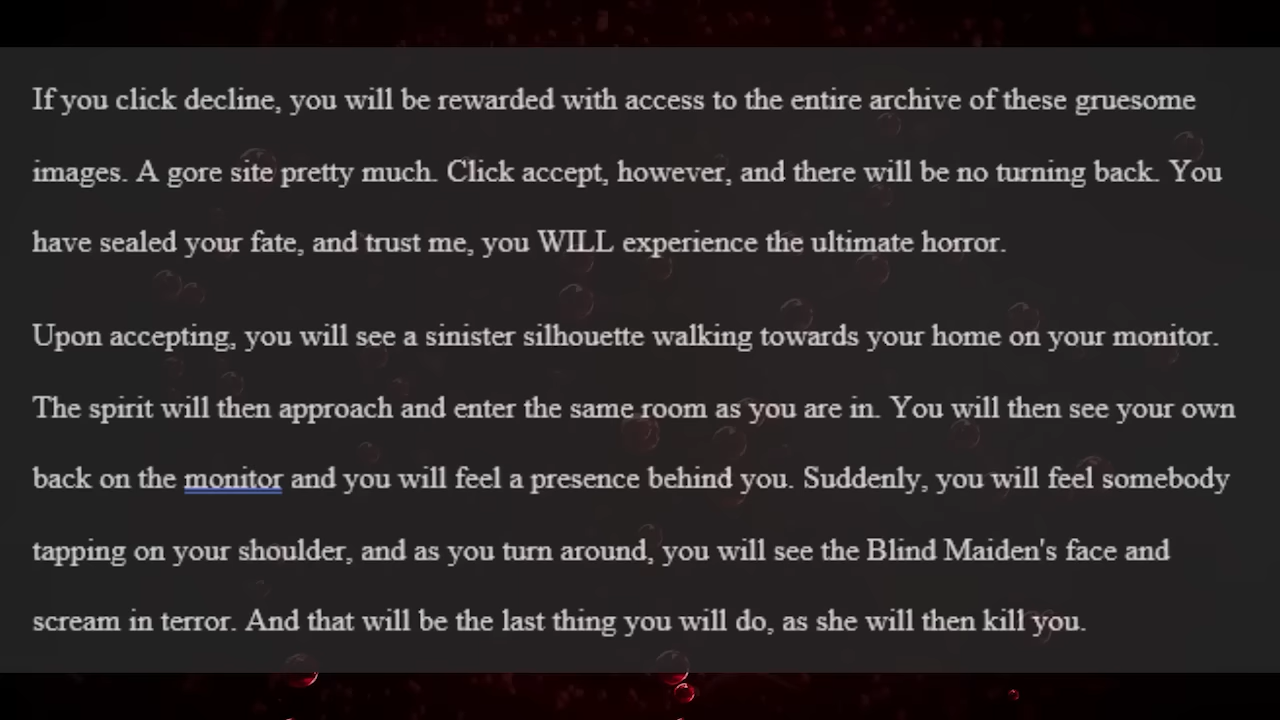 If you click decline, you will be rewarded with access to the entire archive of these gruesome
images. A gore site pretty much. Click accept, however, and there will be no turning back. You
have sealed your fate, and trust me, you WILL experience the ultimate horror.
Upon accepting, you will see a sinister silhouette walking towards your home on your monitor.
The spirit will then approach and enter the same room as you are in. You will then see your own
back on the monitor and you will feel a presence behind you. Suddenly, you will feel somebody
tapping on your shoulder, and as you turn around, you will see the Blind Maiden's face and
scream in terror. And that will be the last thing you will do, as she will then kill you.